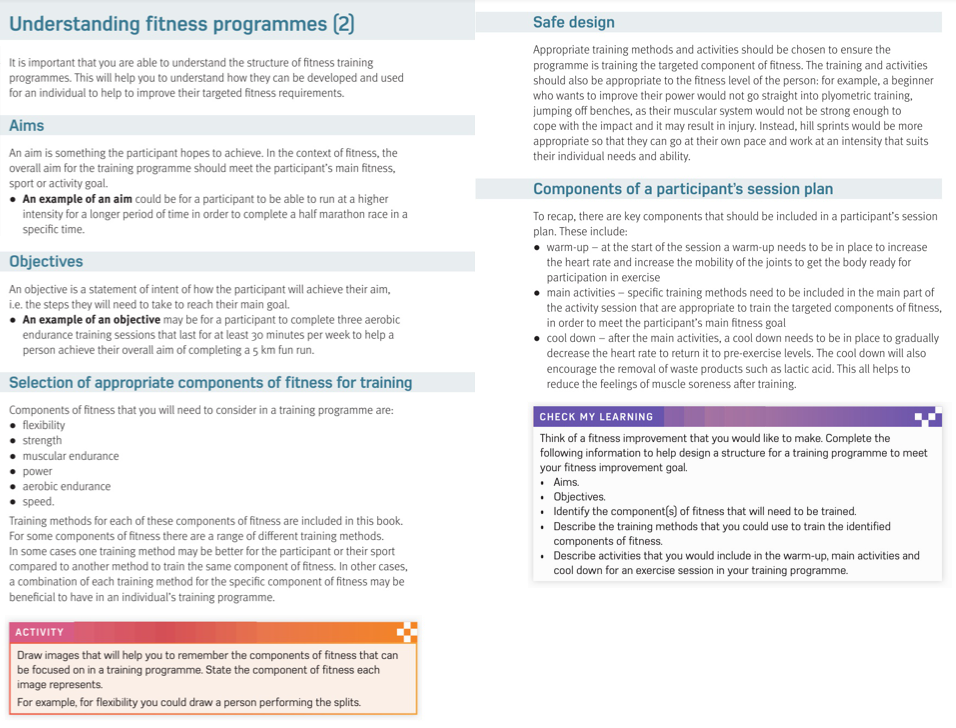 Understanding fitness programmes (2)
It is important that you are able to understand the structure of fitness training
programmes. This will help you to understand how they can be developed and used
for an individual to help to improve their targeted fitness requirements.
Aims
An aim is something the participant hopes to achieve. In the context of fitness, the
overall aim for the training programme should meet the participant's main fitness,
sport or activity goal.
● An example of an aim could be for a participant to be able to run at a higher
intensity for a longer period of time in order to complete a half marathon race in a
specific time.
Objectives
An objective is a statement of intent of how the participant will achieve their aim,
i.e. the steps they will need to take to reach their main goal.
● An example of an objective may be for a participant to complete three aerobic
endurance training sessions that last for at least 30 minutes per week to help a
person achieve their overall aim of completing a 5 km fun run.
Selection of appropriate components of fitness for training
Components of fitness that you will need to consider in a training programme are:
● flexibility
● strength
● muscular endurance
● power
● aerobic endurance
● speed.
Training methods for each of these components of fitness are included in this book.
For some components of fitness there are a range of different training methods.
In some cases one training method may be better for the participant or their sport
compared to another method to train the same component of fitness. In other cases,
a combination of each training method for the specific component of fitness may be
beneficial to have in an individual's training programme.
ACTIVITY
Draw images that will help you to remember the components of fitness that can
be focused on in a training programme. State the component of fitness each
image represents.
For example, for flexibility you could draw a person performing the splits.
Safe design
Appropriate training methods and activities should be chosen to ensure the
programme is training the targeted component of fitness. The training and activities
should also be appropriate to the fitness level of the person: for example, a beginner
who wants to improve their power would not go straight into plyometric training,
jumping off benches, as their muscular system would not be strong enough to
cope with the impact and it may result in injury. Instead, hill sprints would be more
appropriate so that they can go at their own pace and work at an intensity that suits
their individual needs and ability.
Components of a participant's session plan
To recap, there are key components that should be included in a participant's session
plan. These include:
● warm-up – at the start of the session a warm-up needs to be in place to increase
the heart rate and increase the mobility of the joints to get the body ready for
participation in exercise
● main activities – specific training methods need to be included in the main part of
the activity session that are appropriate to train the targeted components of fitness,
in order to meet the participant's main fitness goal
● cool down – after the main activities, a cool down needs to be in place to gradually
decrease the heart rate to return it to pre-exercise levels. The cool down will also
encourage the removal of waste products such as lactic acid. This all helps to
reduce the feelings of muscle soreness after training.
CHECK MY LEARNING
Think of a fitness improvement that you would like to make. Complete the
following information to help design a structure for a training programme to meet
your fitness improvement goal.
• Aims.
• Objectives.
• Identify the component(s) of fitness that will need to be trained.
• Describe the training methods that you could use to train the identified
components of fitness.
• Describe activities that you would include in the warm-up, main activities and
cool down for an exercise session in your training programme.